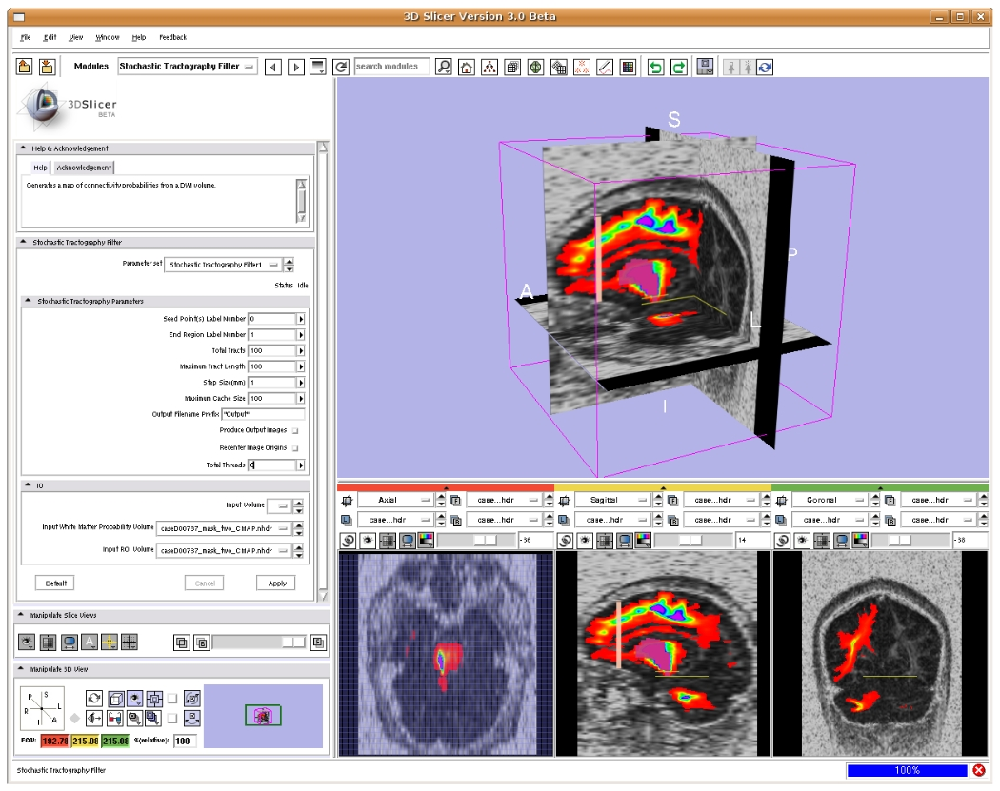 3D Slicer Version 3.0 Beta
File Edit View Window Help Feedback
Modules: Stochastic Tractography Filter search modules
3DSlicer
BETA
Help & Acknowledgement
Help Acknowledgement
Generates a map of connectivity probabilities from a DWI volume.
Stochastic Tractography Filter
Parameter set Stochastic Tractography Filter1
Status Idle
Stochastic Tractography Parameters
Seed Point(s) Label Number 0
End Region Label Number 1
Total Tracts 100
Maximum Tract Length 100
Step Size(mm) 1
Maximum Cache Size 100
Output Filename Prefix "Output"
Produce Output Images
Recenter Image Origins
Total Threads 0
IO
Input Volume
Input White Matter Probability Volume caseD00737_mask_two_CMAP.nhdr
Input ROI Volume caseD00737_mask_two_CMAP.nhdr
Default Cancel Apply
Manipulate Slice Views
Manipulate 3D View
P S
R L
I A
FOV: 192.78 215.08 215.08 %(relative): 100
Stochastic Tractography Filter
S
P
A
L
I
Axial case...hdr
case...hdr case...hdr
-36
Sagittal case...hdr
case...hdr case...hdr
14
Coronal case...hdr
case...hdr case...hdr
-38
100%